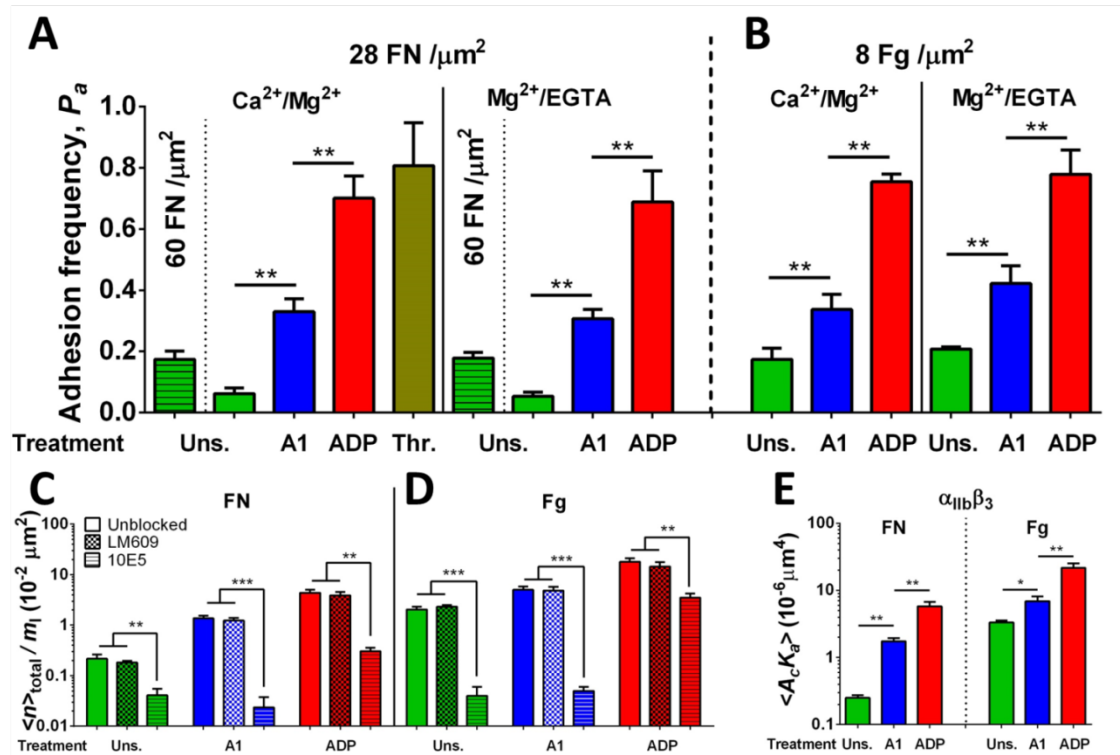 A
B
28 FN /μm²
8 Fg /μm²
Ca²⁺/Mg²⁺
Mg²⁺/EGTA
Ca²⁺/Mg²⁺
Mg²⁺/EGTA
Adhesion frequency, Pₐ
1.0
0.8
0.6
0.4
0.2
0.0
60 FN /μm²
60 FN /μm²
**
**
**
**
**
**
**
**
Treatment Uns. A1 ADP Thr. Uns. A1 ADP Uns. A1 ADP Uns. A1 ADP
C
FN
D
Fg
<n>total / mₗ (10⁻² μm²)
100
10
1
0.1
0.01
Unblocked
LM609
10E5
**
***
**
***
***
**
Treatment Uns. A1 ADP Uns. A1 ADP
E
αIIbβ3
FN
Fg
<AcKa> (10⁻⁶μm⁴)
100
10
1
0.1
**
**
*
**
Treatment Uns. A1 ADP Uns. A1 ADP